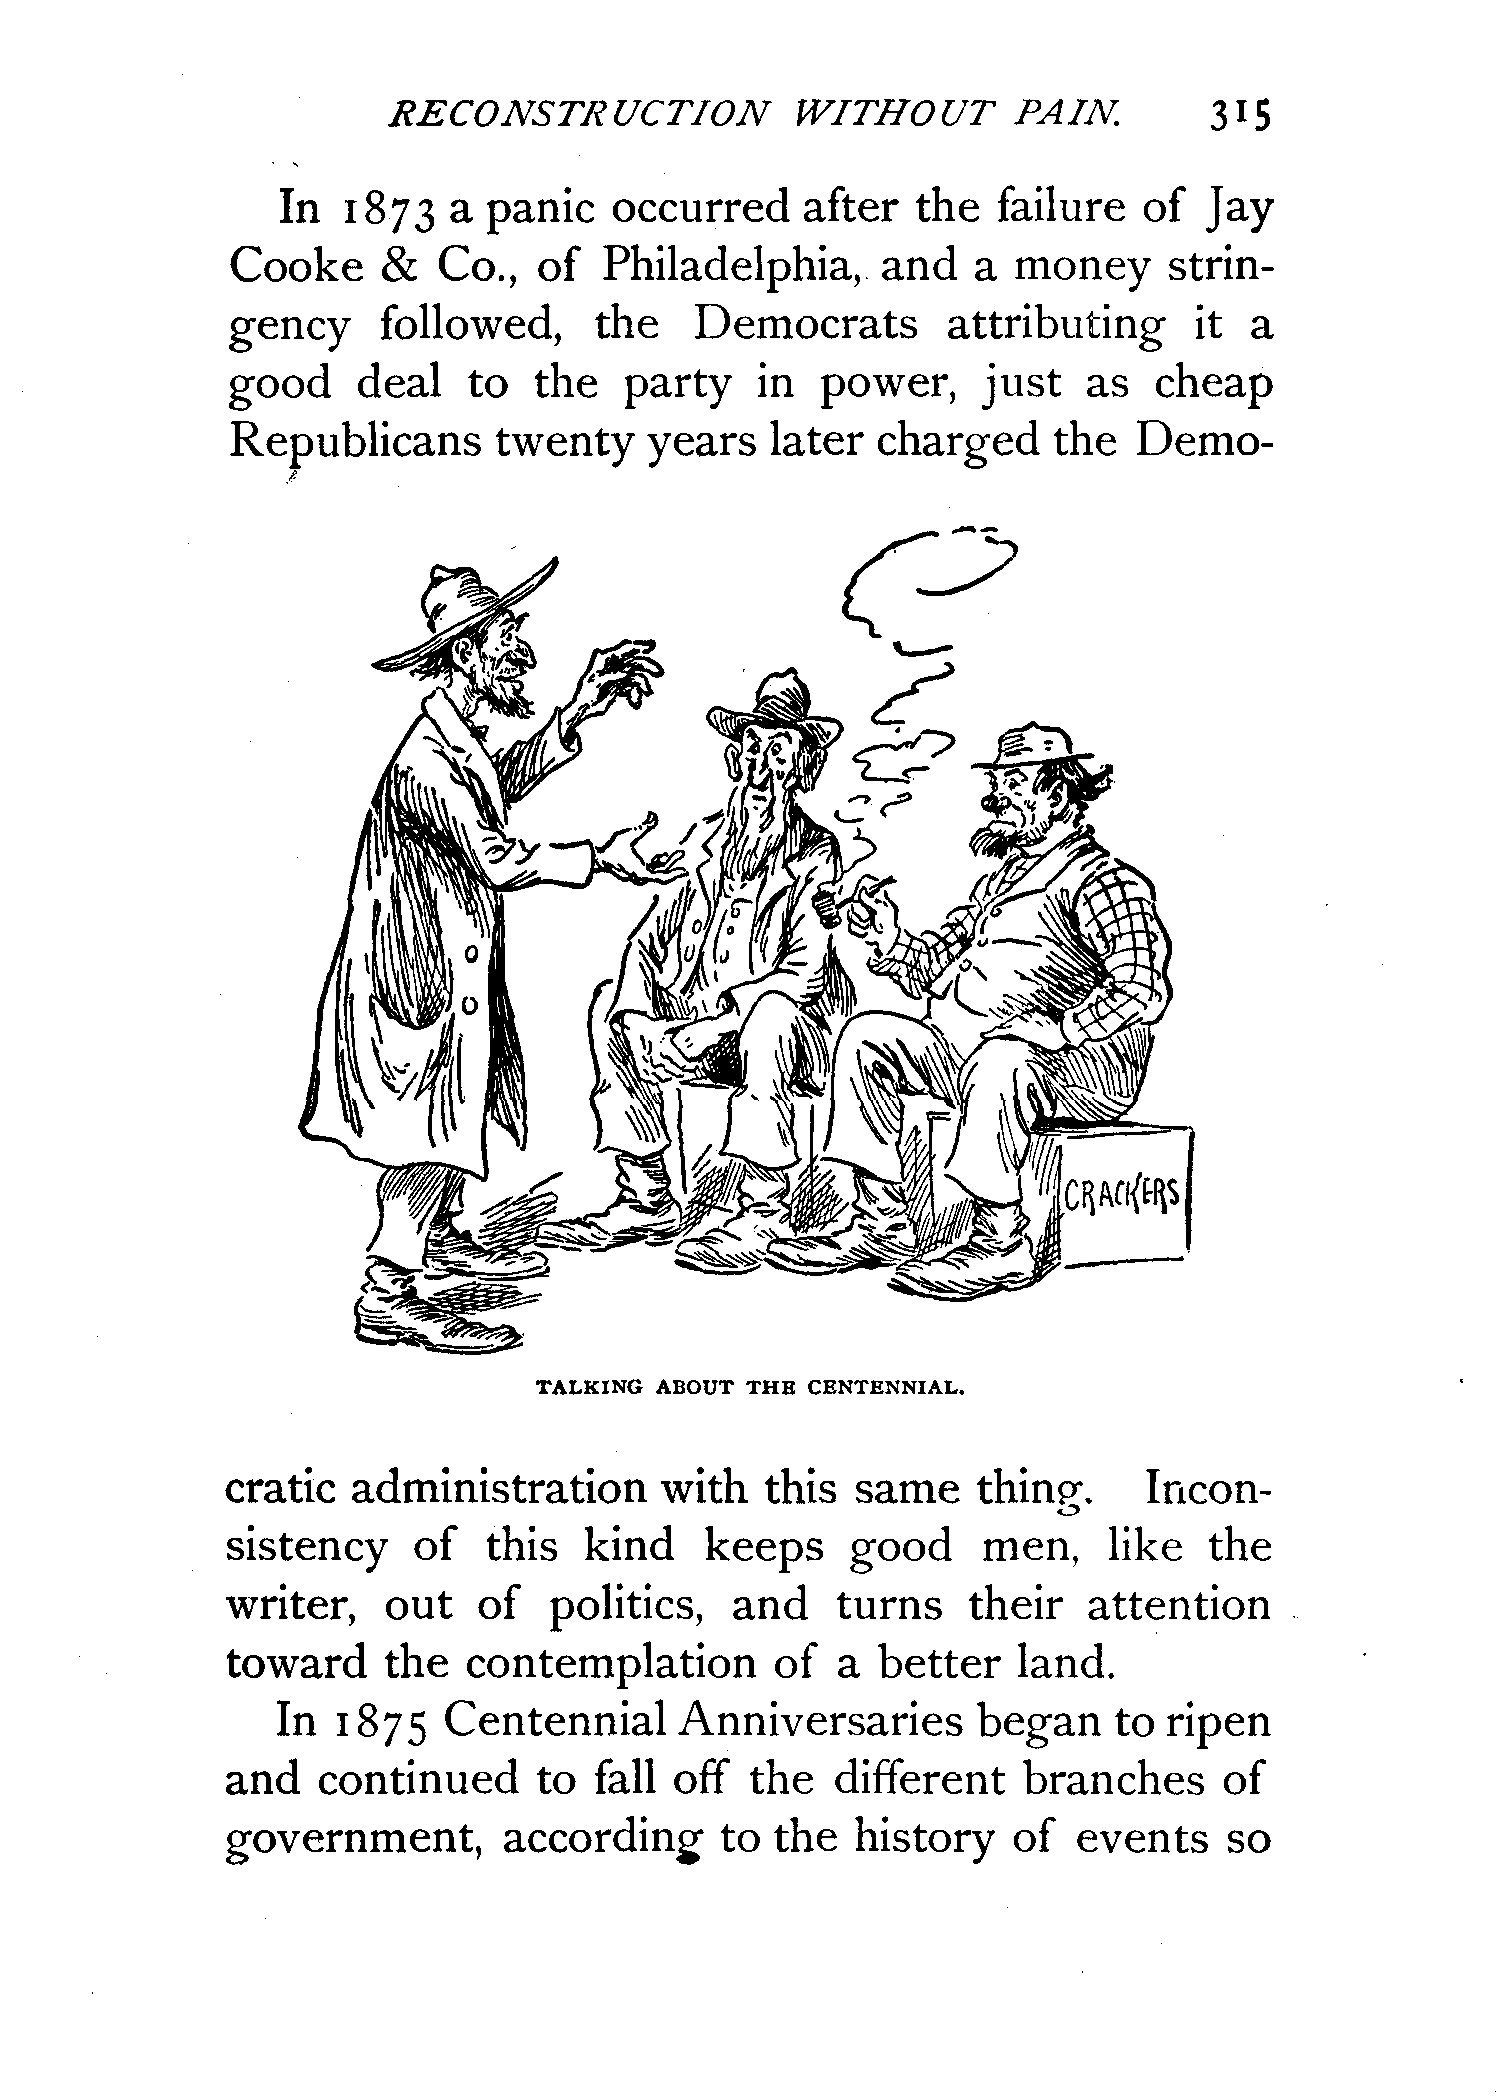 RECONSTRUCTION WITHOUT PAIN. 315
In 1873 a panic occurred after the failure of Jay
Cooke & Co., of Philadelphia, and a money strin-
gency followed, the Democrats attributing it a
good deal to the party in power, just as cheap
Republicans twenty years later charged the Demo-
CRACKERS
TALKING ABOUT THE CENTENNIAL.
cratic administration with this same thing. Incon-
sistency of this kind keeps good men, like the
writer, out of politics, and turns their attention
toward the contemplation of a better land.
In 1875 Centennial Anniversaries began to ripen
and continued to fall off the different branches of
government, according to the history of events so